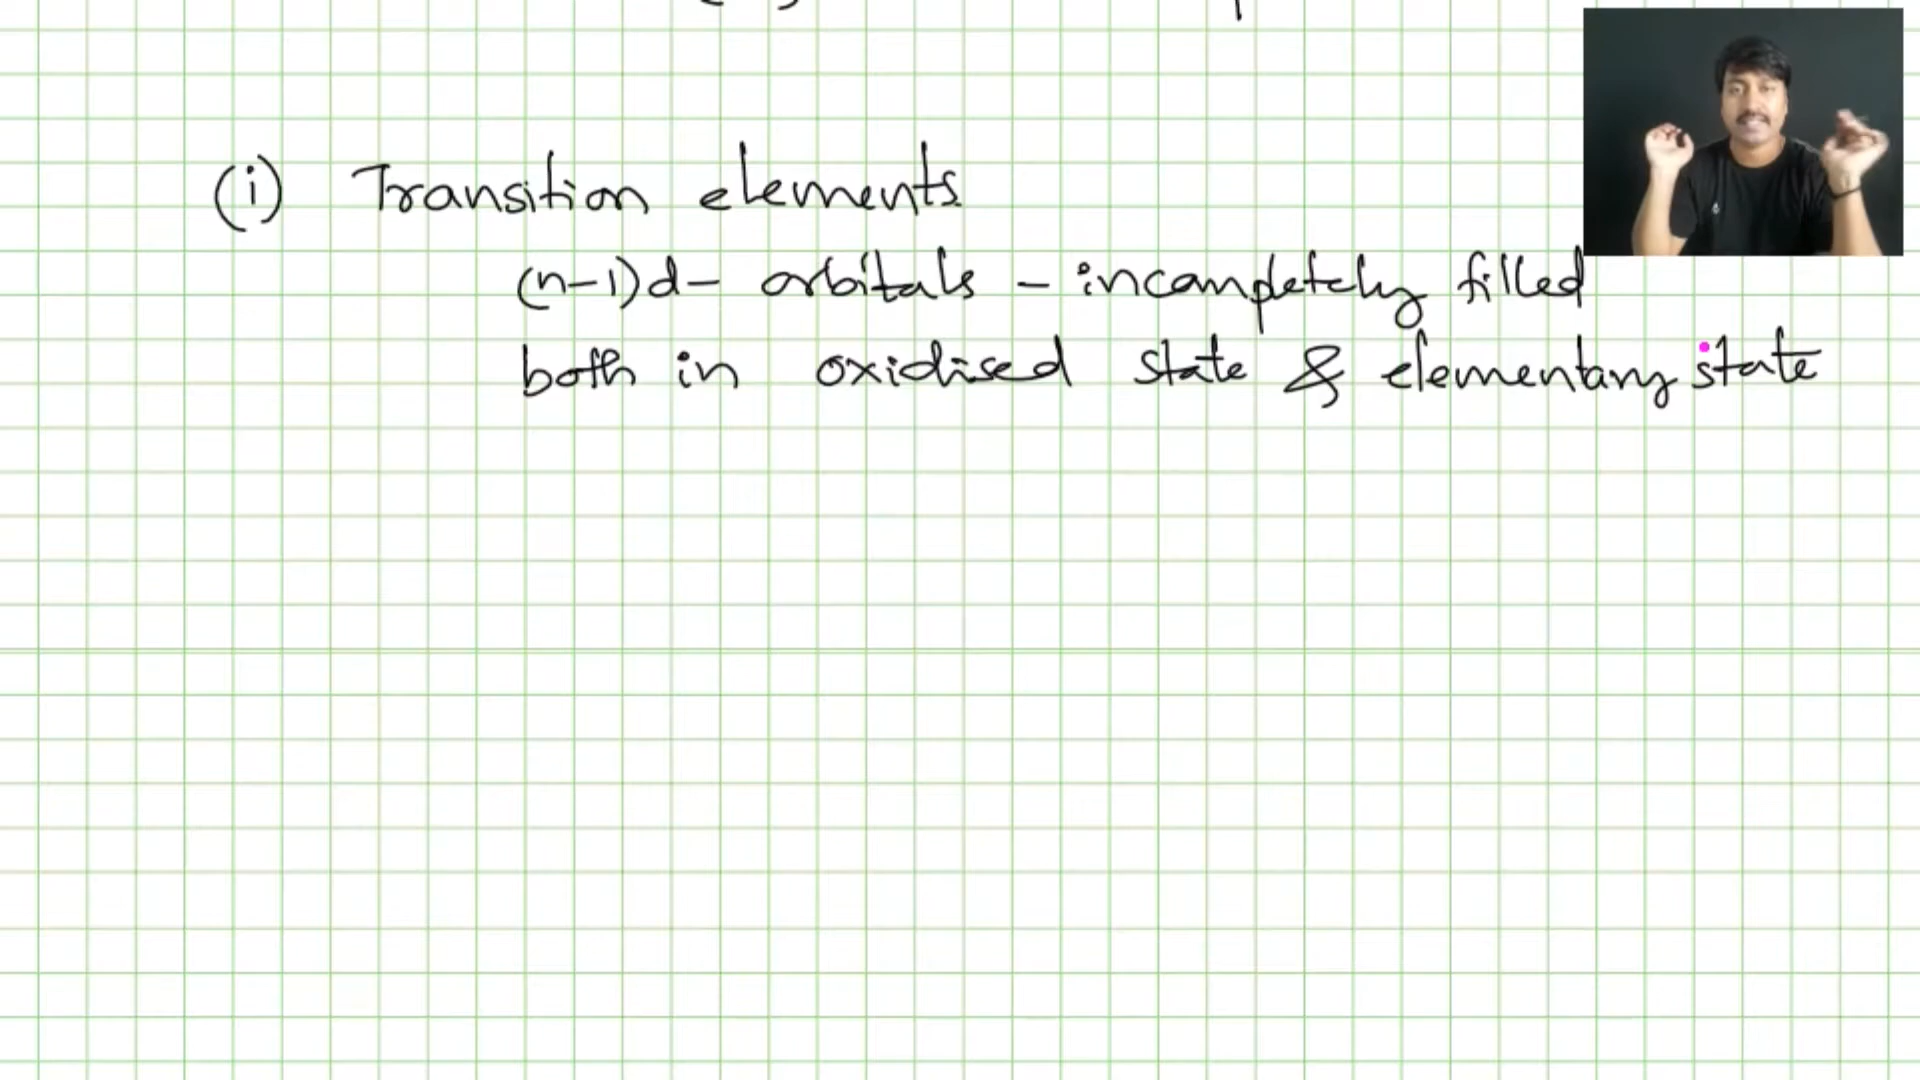 (i) Transition elements
(n-1)d- orbitals - incompletely filled
both in oxidised state & elementary state